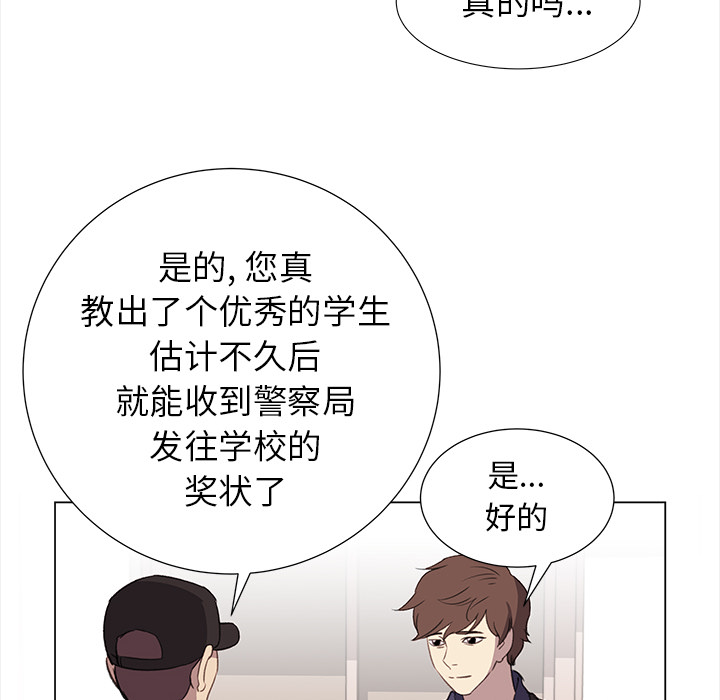 真的吗...
是的, 您真
教出了个优秀的学生
估计不久后
就能收到警察局
发往学校的
奖状了
是...
好的